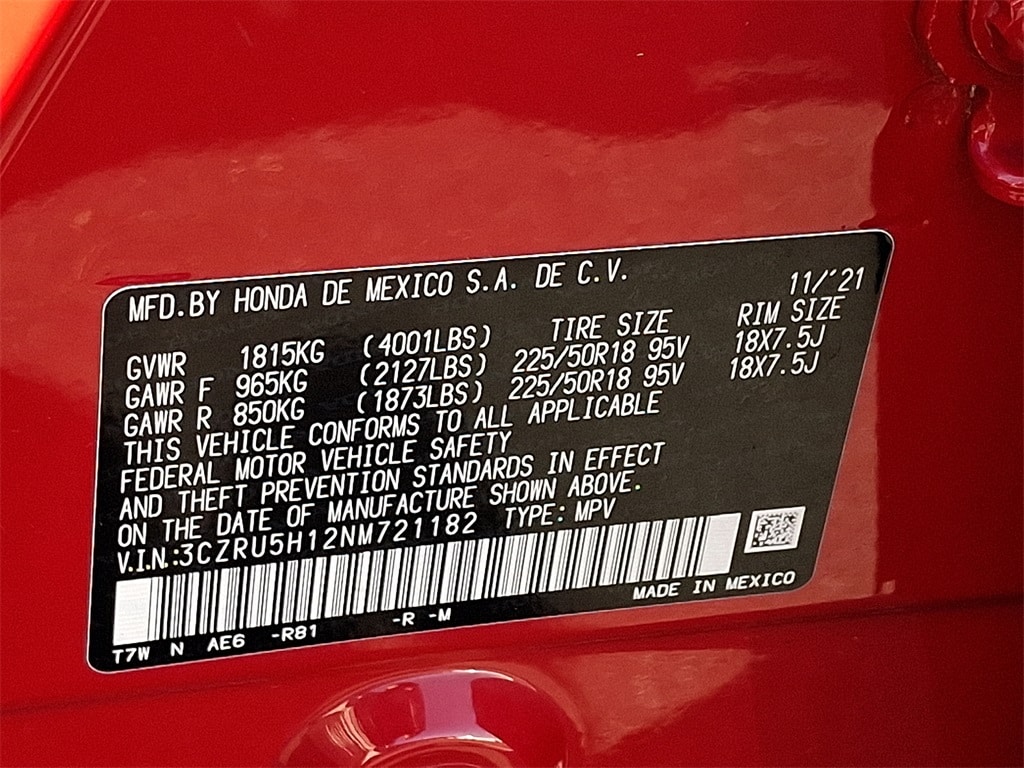 MFD.BY HONDA DE MEXICO S.A. DE C.V.
11/'21
GVWR 1815KG (4001LBS) TIRE SIZE RIM SIZE
GAWR F 965KG (2127LBS) 225/50R18 95V 18X7.5J
GAWR R 850KG (1873LBS) 225/50R18 95V 18X7.5J
THIS VEHICLE CONFORMS TO ALL APPLICABLE
FEDERAL MOTOR VEHICLE SAFETY
AND THEFT PREVENTION STANDARDS IN EFFECT
ON THE DATE OF MANUFACTURE SHOWN ABOVE.
V.I.N.:3CZRU5H12NM721182 TYPE:MPV
MADE IN MEXICO
T7W N AE6 -R81 -R -M